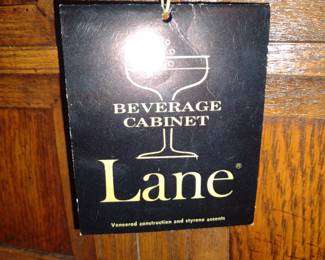 BEVERAGE
CABINET
Lane®
Veneered construction and styrene accents